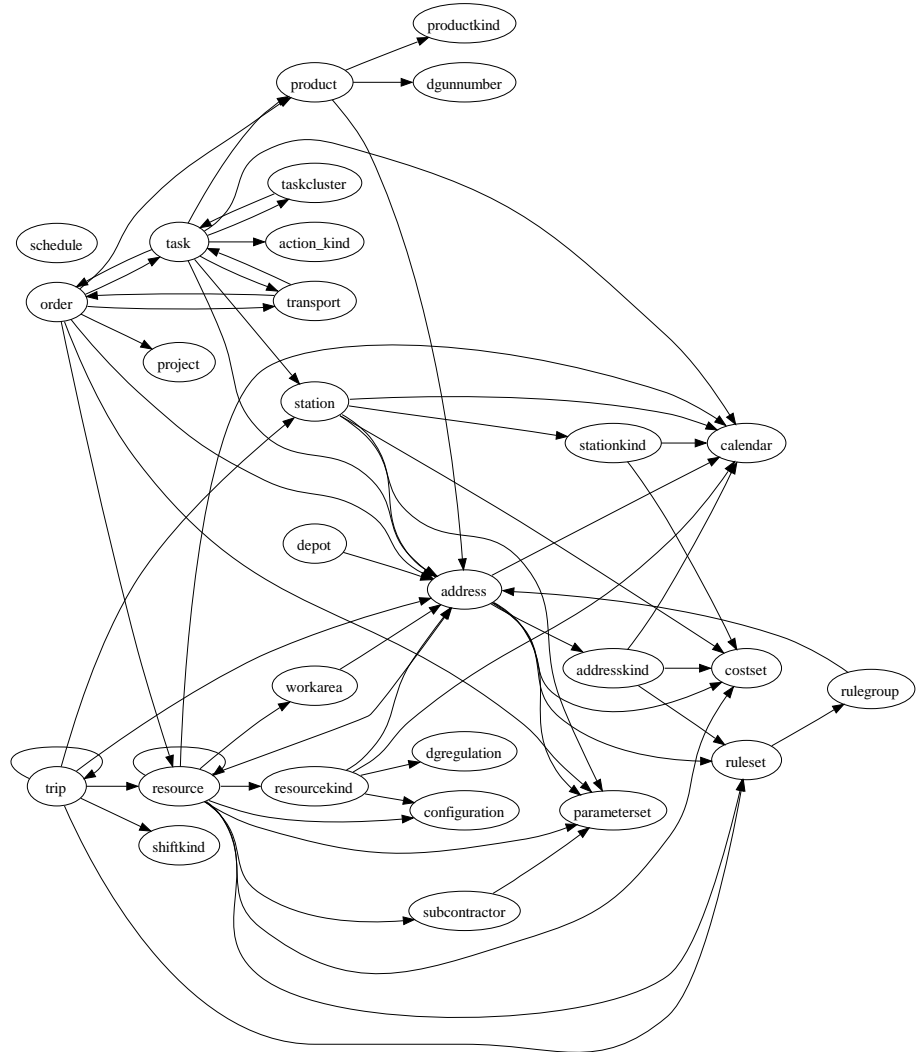 productkind
product
dgunnumber
taskcluster
schedule
task
action_kind
order
transport
project
station
stationkind
calendar
depot
address
workarea
addresskind
costset
rulegroup
trip
resource
resourcekind
dgregulation
ruleset
configuration
parameterset
shiftkind
subcontractor